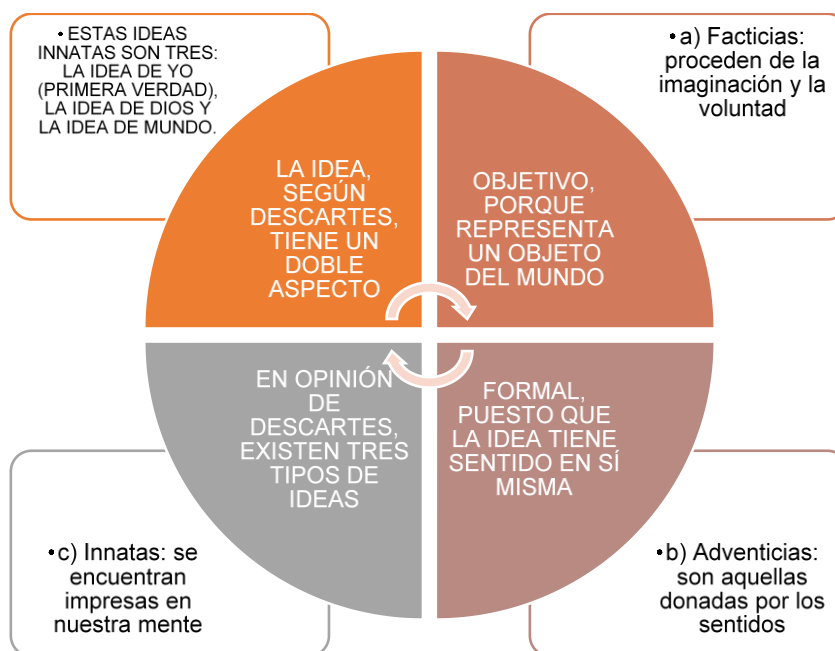 • ESTAS IDEAS
INNATAS SON TRES:
LA IDEA DE YO
(PRIMERA VERDAD),
LA IDEA DE DIOS Y
LA IDEA DE MUNDO.
• a) Facticias:
proceden de la
imaginación y la
voluntad
LA IDEA,
SEGÚN
DESCARTES,
TIENE UN
DOBLE
ASPECTO
OBJETIVO,
PORQUE
REPRESENTA
UN OBJETO
DEL MUNDO
EN OPINIÓN
DE
DESCARTES,
EXISTEN TRES
TIPOS DE
IDEAS
FORMAL,
PUESTO QUE
LA IDEA TIENE
SENTIDO EN SÍ
MISMA
• c) Innatas: se
encuentran
impresas en
nuestra mente
• b) Adventicias:
son aquellas
donadas por los
sentidos